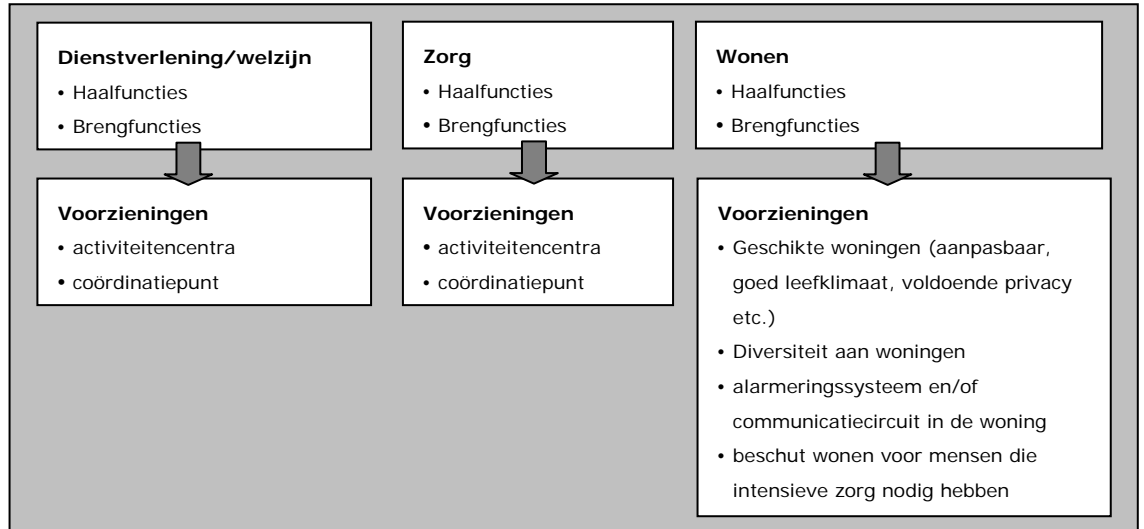 Dienstverlening/welzijn
• Haalfuncties
• Brengfuncties
Zorg
• Haalfuncties
• Brengfuncties
Wonen
• Haalfuncties
• Brengfuncties
Voorzieningen
• activiteitencentra
• coördinatiepunt
Voorzieningen
• activiteitencentra
• coördinatiepunt
Voorzieningen
• Geschikte woningen (aanpasbaar,
goed leefklimaat, voldoende privacy
etc.)
• Diversiteit aan woningen
• alarmeringssysteem en/of
communicatiecircuit in de woning
• beschut wonen voor mensen die
intensieve zorg nodig hebben